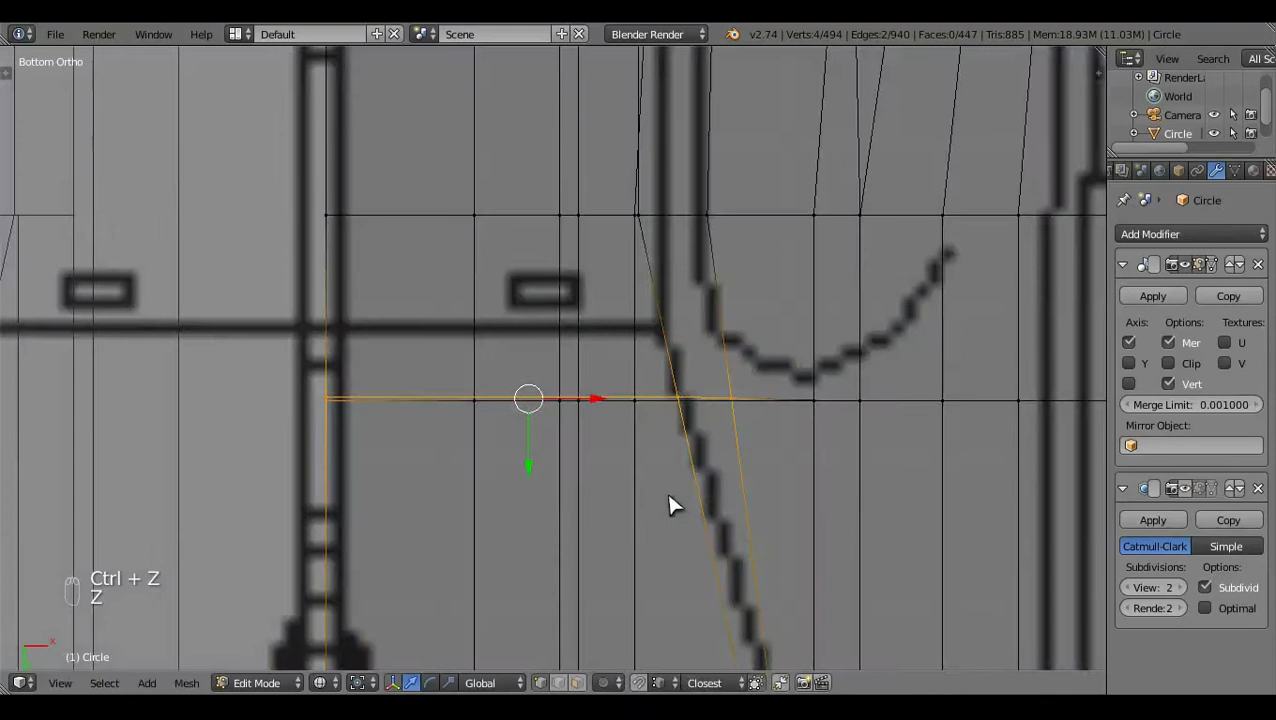 File Render Window Help Default Scene Blender Render v2.74 | Verts:4/494 | Edges:2/940 | Faces:0/447 | Tris:885 | Mem:18.93M (11.03M) | Circle
Bottom Ortho
View Search All Sc
RenderL
World
Camera
Circle
Circle
Add Modifier
Apply Copy
Axis: Options: Textures:
Mer U
Y Clip V
Vert
Merge Limit: 0.001000
Mirror Object:
Apply Copy
Catmull-Clark Simple
Subdivisions: Options:
View: 2 Subdivid
Rende:2 Optimal
Ctrl + Z
Z
x
(1) Circle
View Select Add Mesh Edit Mode Global Closest